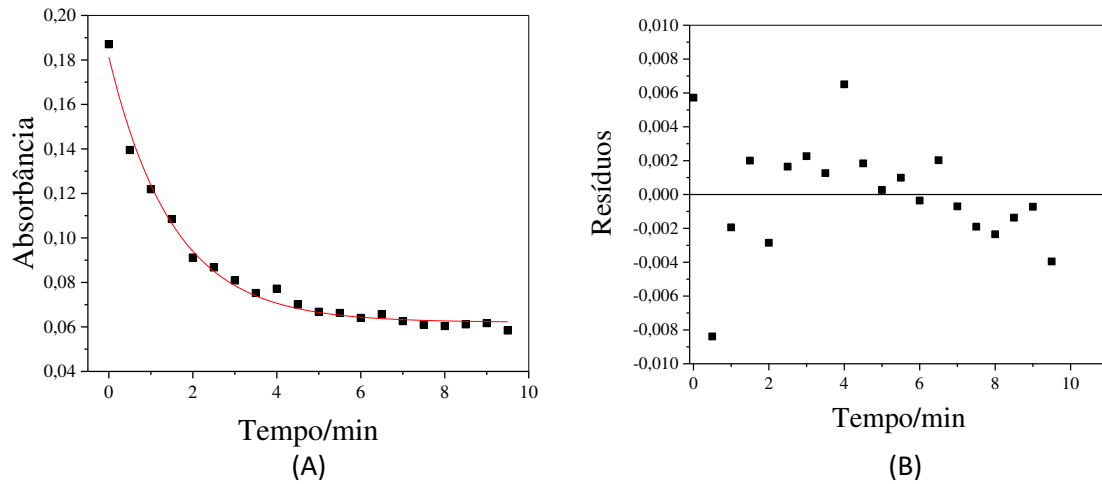 0,20
0,18
0,16
0,14
0,12
0,10
0,08
0,06
0,04
Absorbância
0 2 4 6 8 10
Tempo/min
(A)
0,010
0,008
0,006
0,004
0,002
0,000
-0,002
-0,004
-0,006
-0,008
-0,010
Resíduos
0 2 4 6 8 10
Tempo/min
(B)